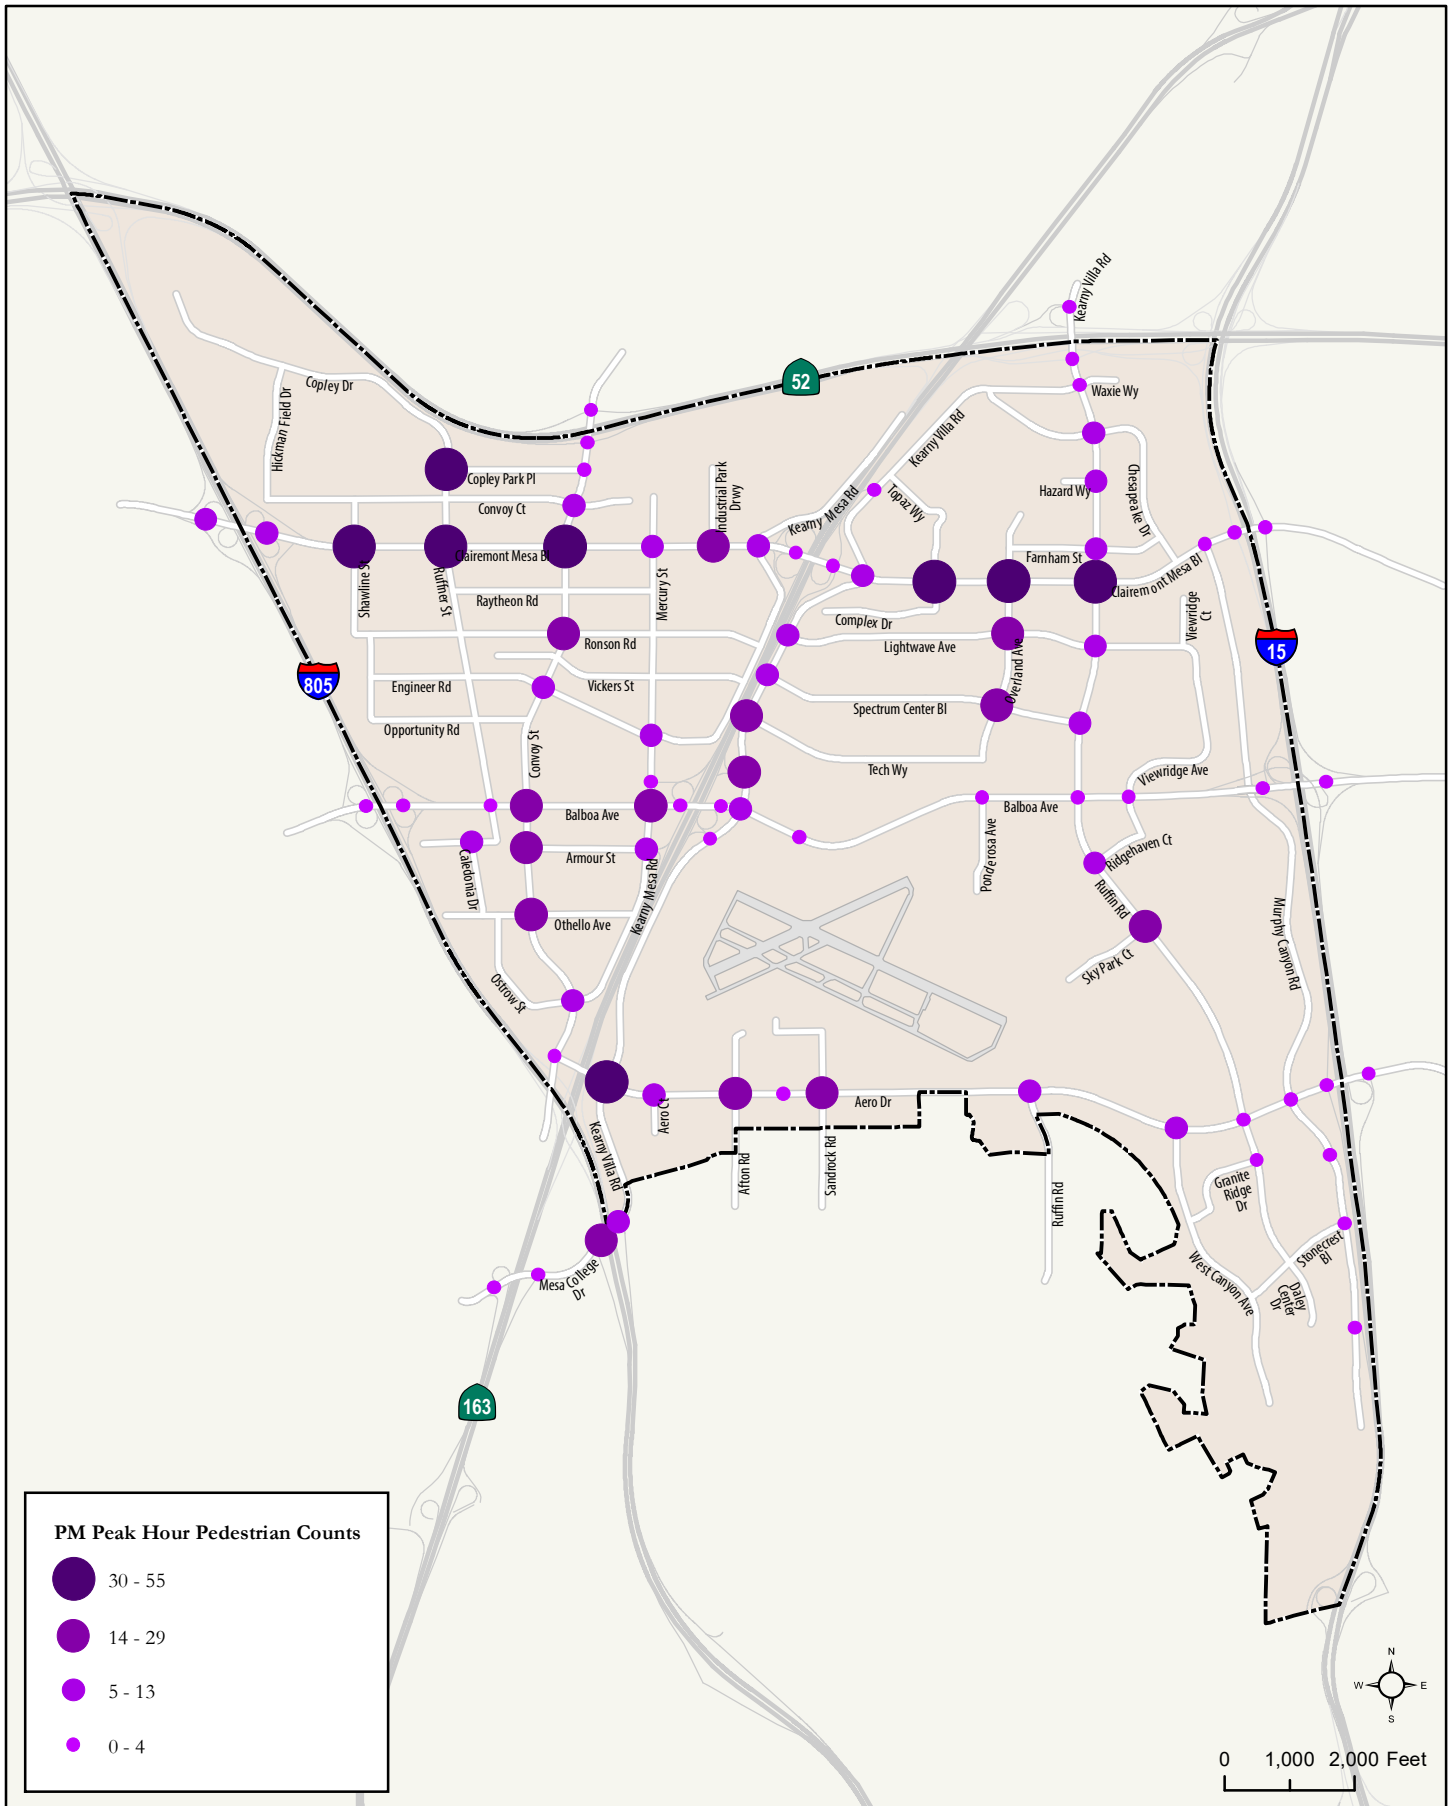 Kearny Villa Rd
52
Waxie Wy
Copley Dr
Hickman Field Dr
Kearny Villa Rd
Copley Park Pl
Industrial Park
Drwy
Chesapeake Dr
Hazard Wy
Topaz Wy
Kearny Mesa Rd
Convoy Ct
Clairemont Mesa Bl
Farnham St
Clairemont Mesa Bl
Shawline St
Ruffner St
Raytheon Rd
Mercury St
Complex Dr
Viewridge
Ct
Ronson Rd
Lightwave Ave
Overland Ave
15
805
Engineer Rd
Vickers St
Spectrum Center Bl
Opportunity Rd
Convoy St
Tech Wy
Viewridge Ave
Balboa Ave
Balboa Ave
Armour St
Ponderosa Ave
Ridgehaven Ct
Caledonia Dr
Kearny Mesa Rd
Ruffin Rd
Othello Ave
Murphy Canyon Rd
Sky Park Ct
Ostrow St
Aero Ct
Aero Dr
Kearny Villa Rd
Afton Rd
Sandrock Rd
Ruffin Rd
Granite
Ridge
Dr
Stonecrest
Bl
Mesa College
Dr
West Canyon Ave
Daley
Center
Dr
163
PM Peak Hour Pedestrian Counts
30 - 55
14 - 29
5 - 13
0 - 4
N
W E
S
0 1,000 2,000 Feet